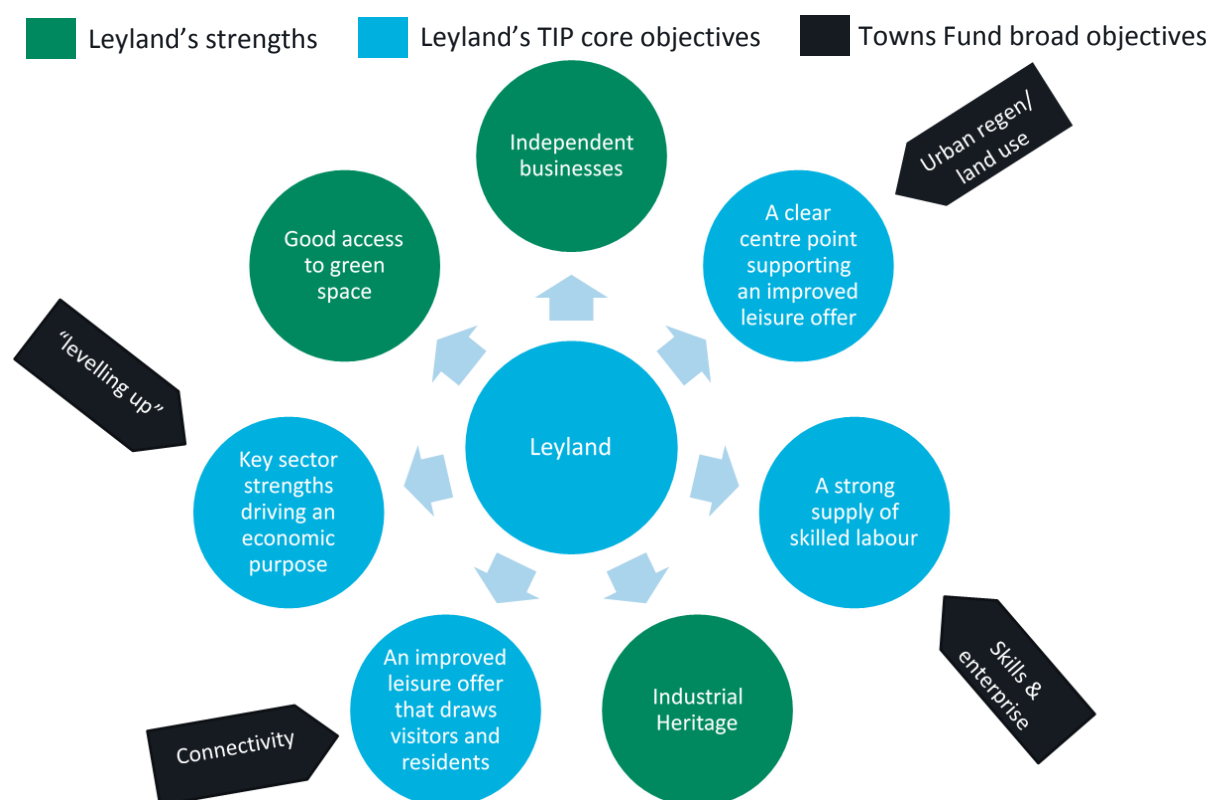 Leyland's strengths
Leyland's TIP core objectives
Towns Fund broad objectives
Independent
businesses
Urban regen/
land use
A clear
centre point
supporting
an improved
leisure offer
Good access
to green
space
"levelling up"
Leyland
Key sector
strengths
driving an
economic
purpose
A strong
supply of
skilled labour
Skills &
enterprise
An improved
leisure offer
that draws
visitors and
residents
Industrial
Heritage
Connectivity